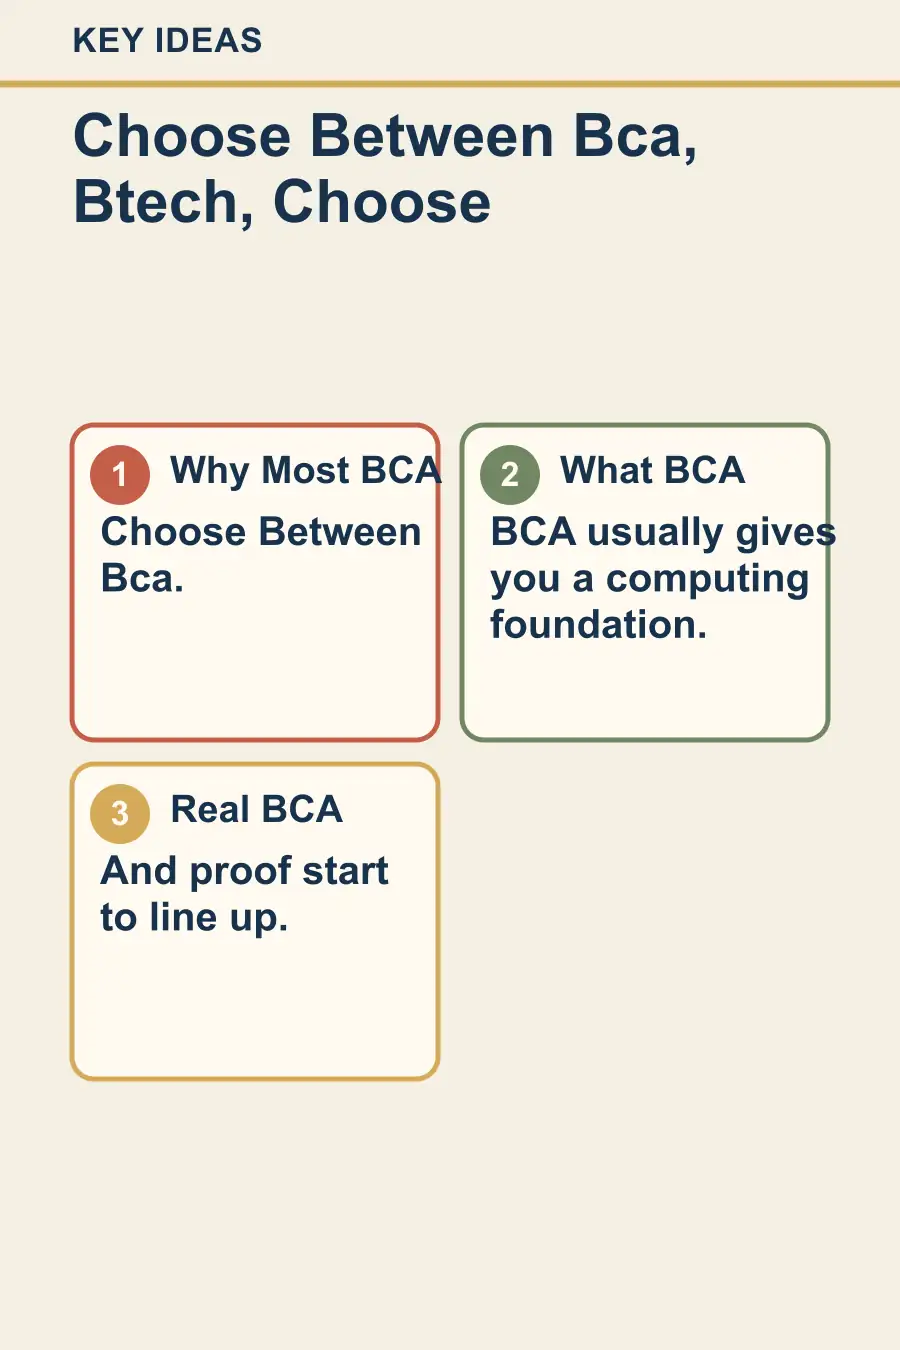 KEY IDEAS
Choose Between Bca,
Btech, Choose
1 Why Most BCA
Choose Between
Bca.
2 What BCA
BCA usually gives
you a computing
foundation.
3 Real BCA
And proof start
to line up.